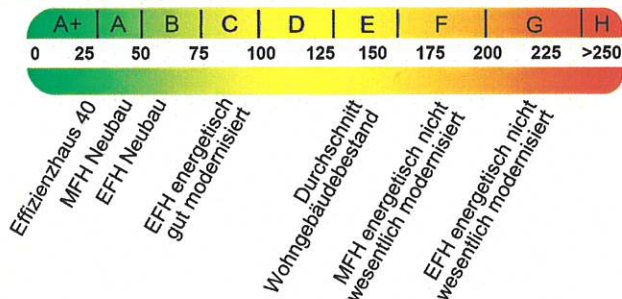 A+ A B C D E F G H
0 25 50 75 100 125 150 175 200 225 >250
Effizienzhaus 40
MFH Neubau
EFH Neubau
EFH energetisch
gut modernisiert
Durchschnitt
Wohngebäudebestand
MFH energetisch nicht
wesentlich modernisiert
EFH energetisch nicht
wesentlich modernisiert